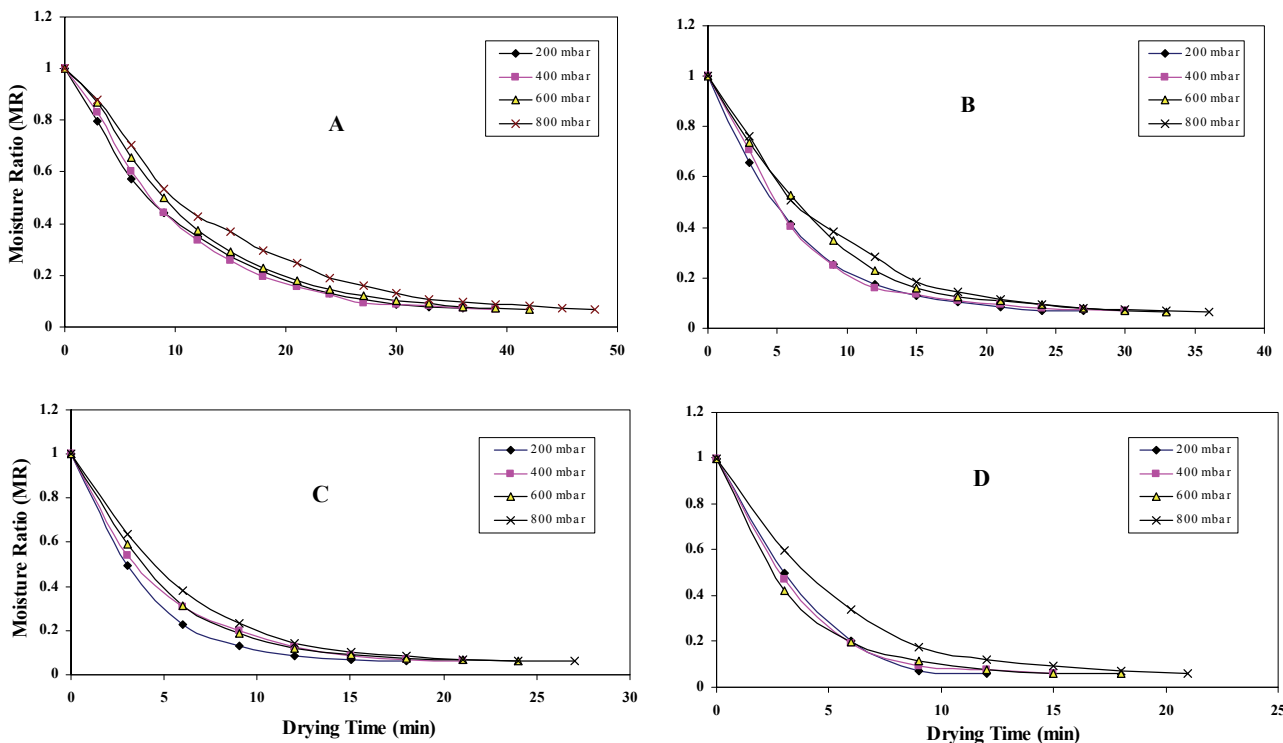 1.2
1
0.8
0.6
0.4
0.2
0
0 10 20 30 40 50
Moisture Ratio (MR)
A
200 mbar
400 mbar
600 mbar
800 mbar
1.2
1
0.8
0.6
0.4
0.2
0
0 5 10 15 20 25 30 35 40
B
200 mbar
400 mbar
600 mbar
800 mbar
1.2
1
0.8
0.6
0.4
0.2
0
0 5 10 15 20 25 30
Moisture Ratio (MR)
Drying Time (min)
C
200 mbar
400 mbar
600 mbar
800 mbar
1.2
1
0.8
0.6
0.4
0.2
0
0 5 10 15 20 25
Drying Time (min)
D
200 mbar
400 mbar
600 mbar
800 mbar